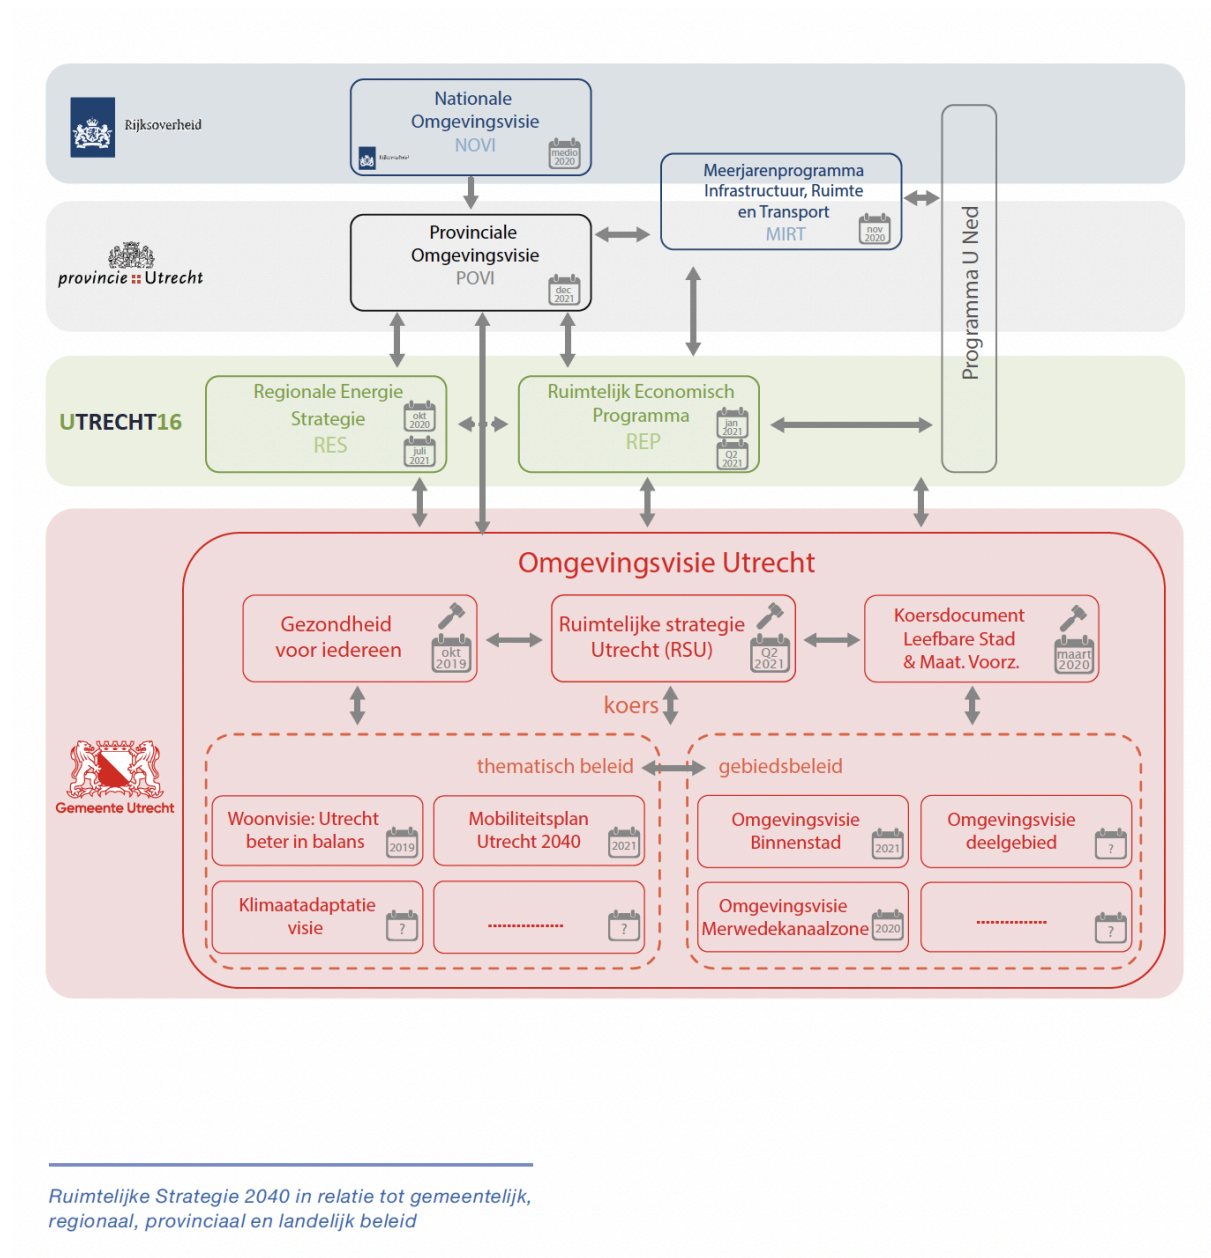 Rijksoverheid
Nationale
Omgevingsvisie
NOVI
Rijksoverheid
medio
2020
Meerjarenprogramma
Infrastructuur, Ruimte
en Transport
MIRT
nov
2020
Programma U Ned
provincie Utrecht
Provinciale
Omgevingsvisie
POVI
dec
2021
UTRECHT16
Regionale Energie
Strategie
RES
okt
2020
juli
2021
Ruimtelijk Economisch
Programma
REP
jan
2021
Q2
2021
Omgevingsvisie Utrecht
Gezondheid
voor iedereen
okt
2019
Ruimtelijke strategie
Utrecht (RSU)
Q2
2021
Koersdocument
Leefbare Stad
& Maat. Voorz.
maart
2020
koers
Gemeente Utrecht
thematisch beleid
gebiedsbeleid
Woonvisie: Utrecht
beter in balans
2019
Mobiliteitsplan
Utrecht 2040
2021
Omgevingsvisie
Binnenstad
2021
Omgevingsvisie
deelgebied
?
Klimaatadaptatie
visie
?
................
?
Omgevingsvisie
Merwedekanaalzone
2020
...............
?
Ruimtelijke Strategie 2040 in relatie tot gemeentelijk,
regionaal, provinciaal en landelijk beleid